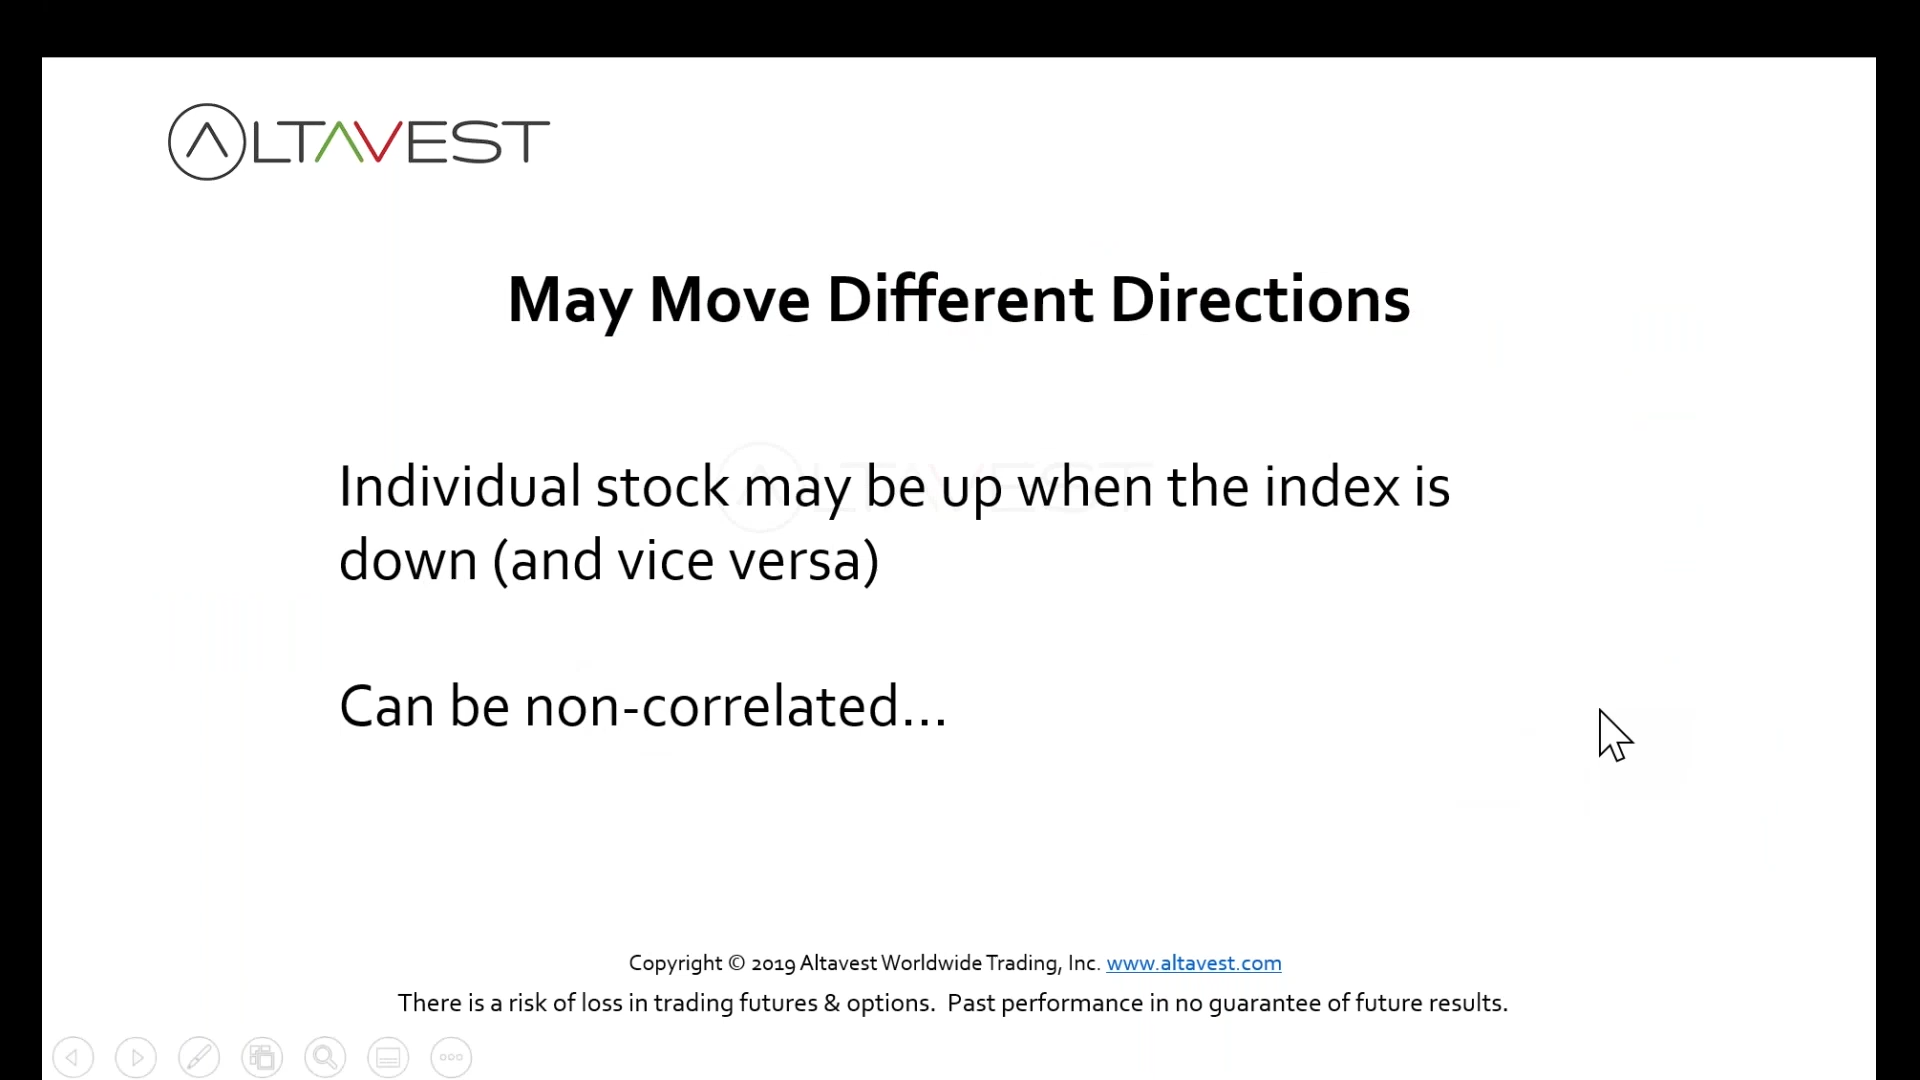 ALTAVEST
May Move Different Directions
Individual stock may be up when the index is
down (and vice versa)
Can be non-correlated...
Copyright © 2019 Altavest Worldwide Trading, Inc. www.altavest.com
There is a risk of loss in trading futures & options.  Past performance in no guarantee of future results.